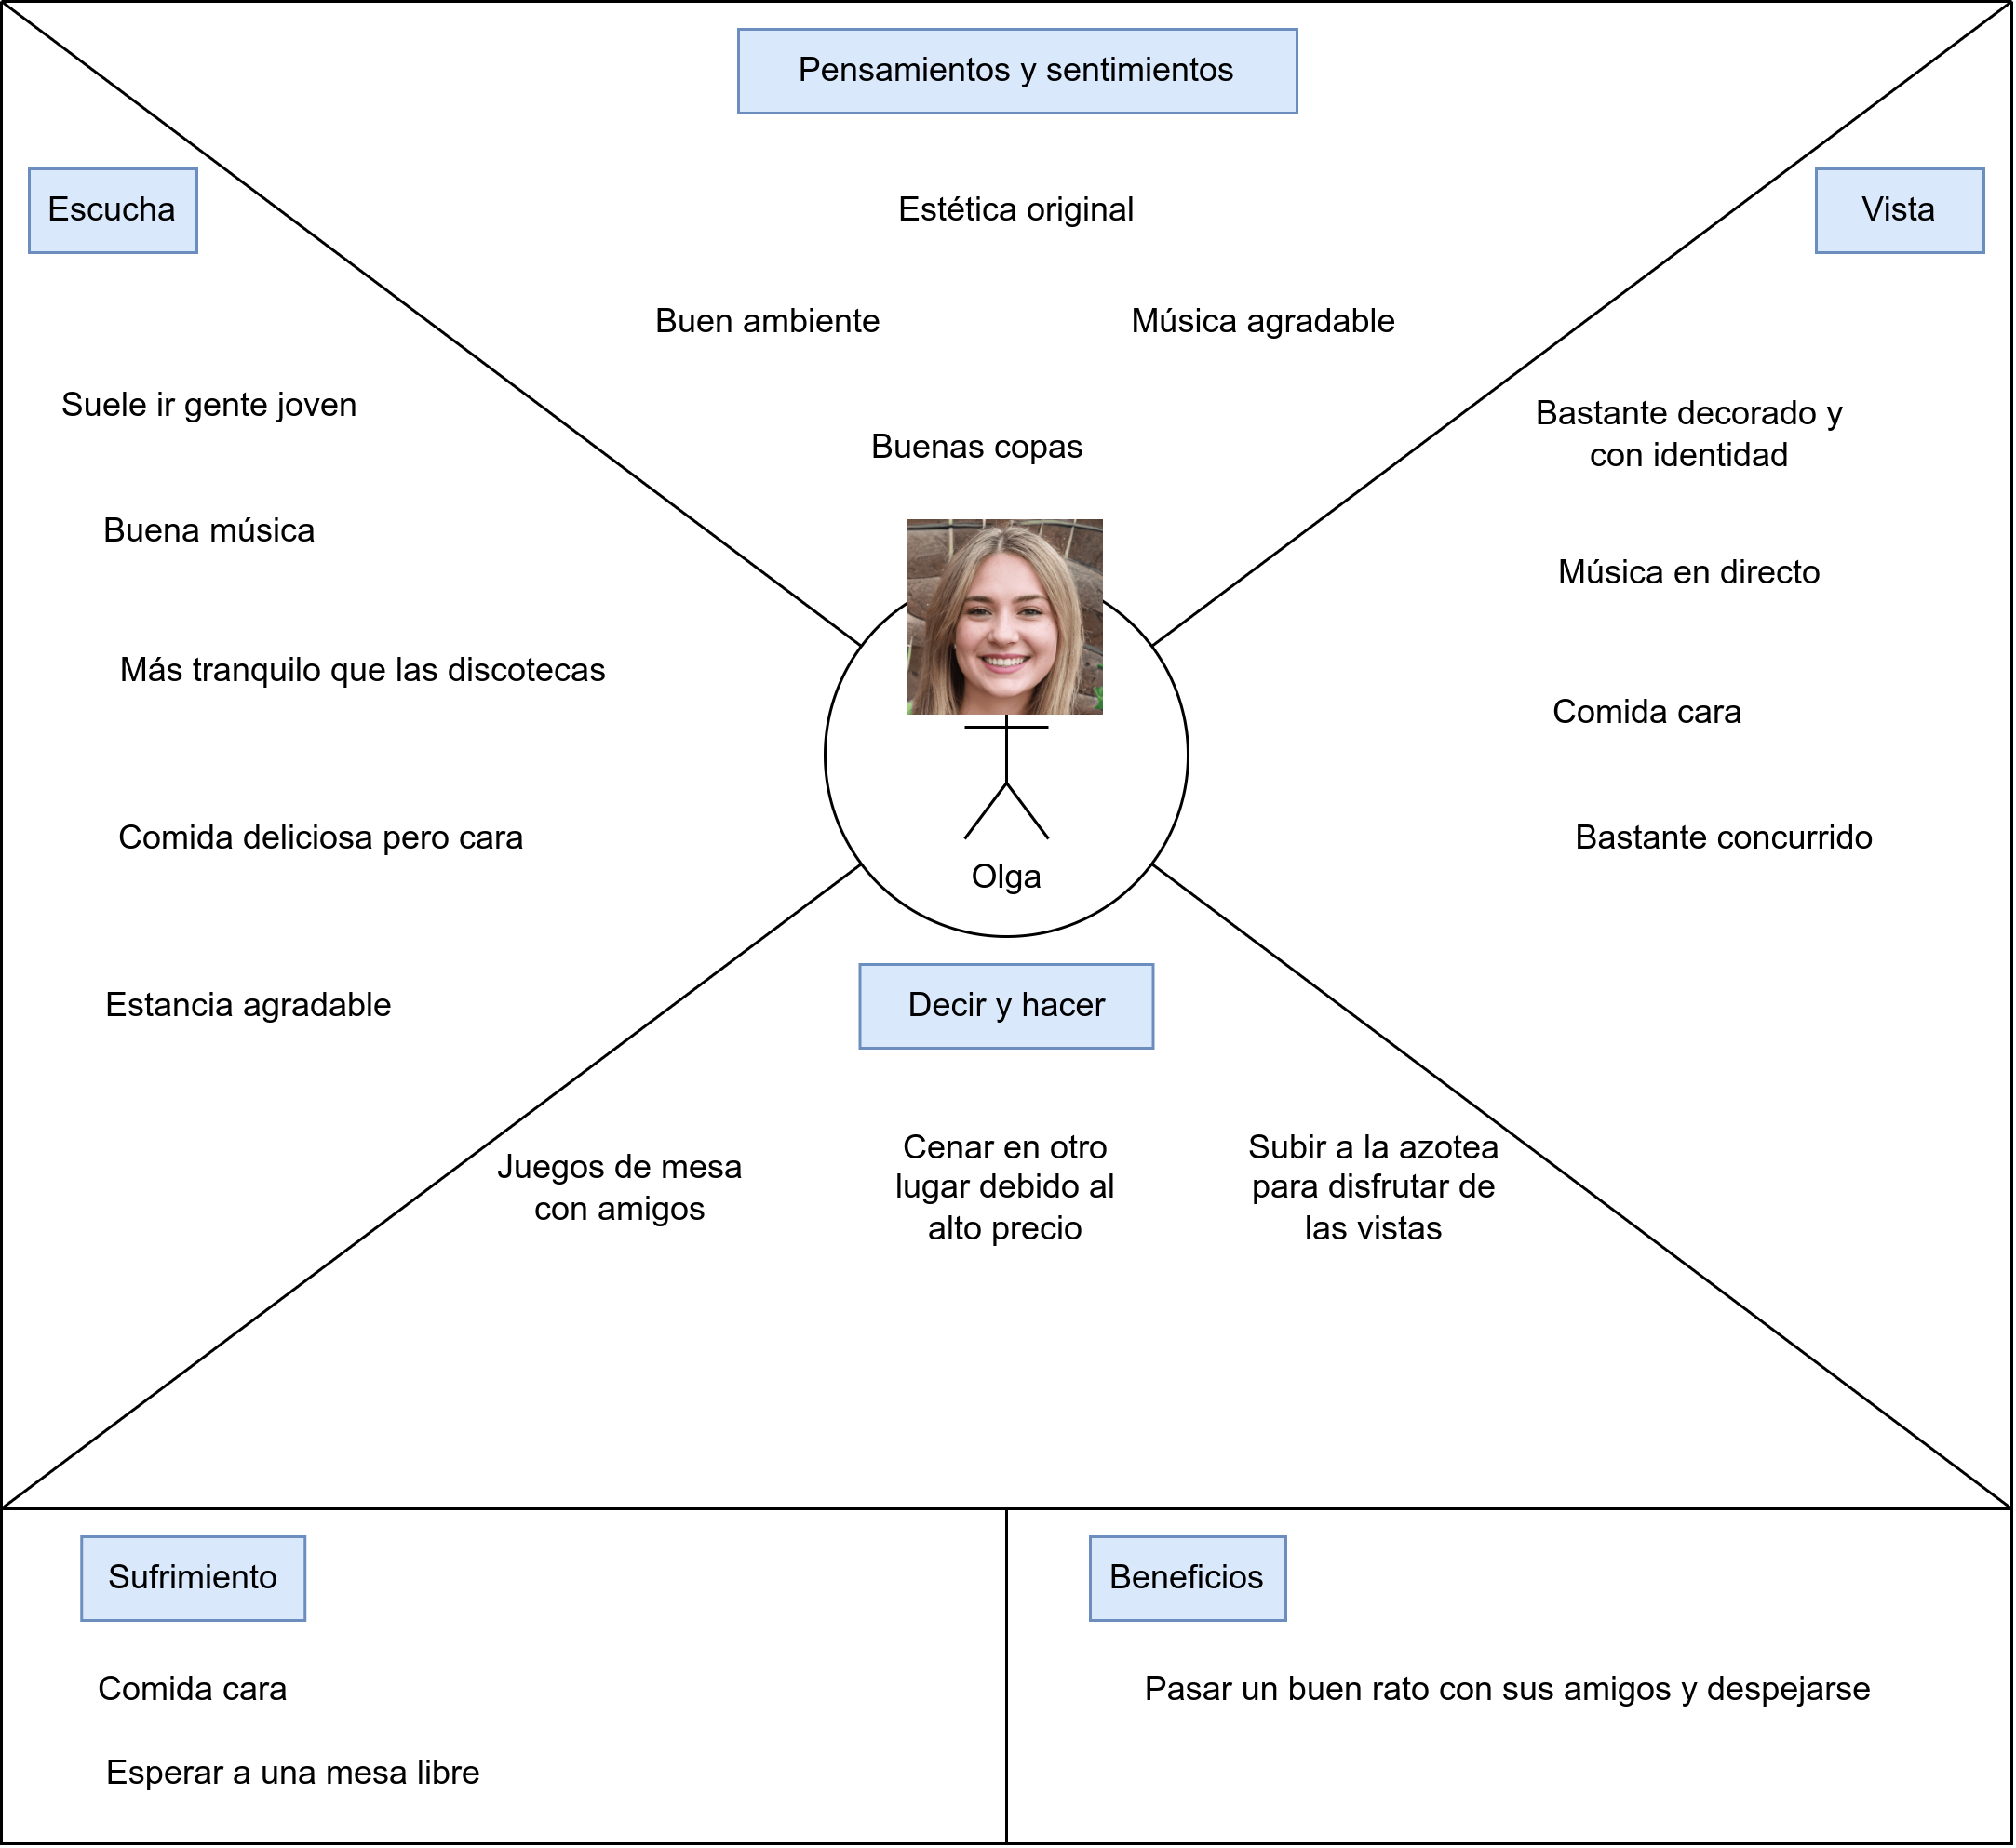 Pensamientos y sentimientos
Escucha
Estética original
Vista
Buen ambiente
Música agradable
Suele ir gente joven
Buenas copas
Bastante decorado y
con identidad
Buena música
Música en directo
Más tranquilo que las discotecas
Comida cara
Comida deliciosa pero cara
Bastante concurrido
Olga
Estancia agradable
Decir y hacer
Juegos de mesa
con amigos
Cenar en otro
lugar debido al
alto precio
Subir a la azotea
para disfrutar de
las vistas
Sufrimiento
Comida cara
Esperar a una mesa libre
Beneficios
Pasar un buen rato con sus amigos y despejarse